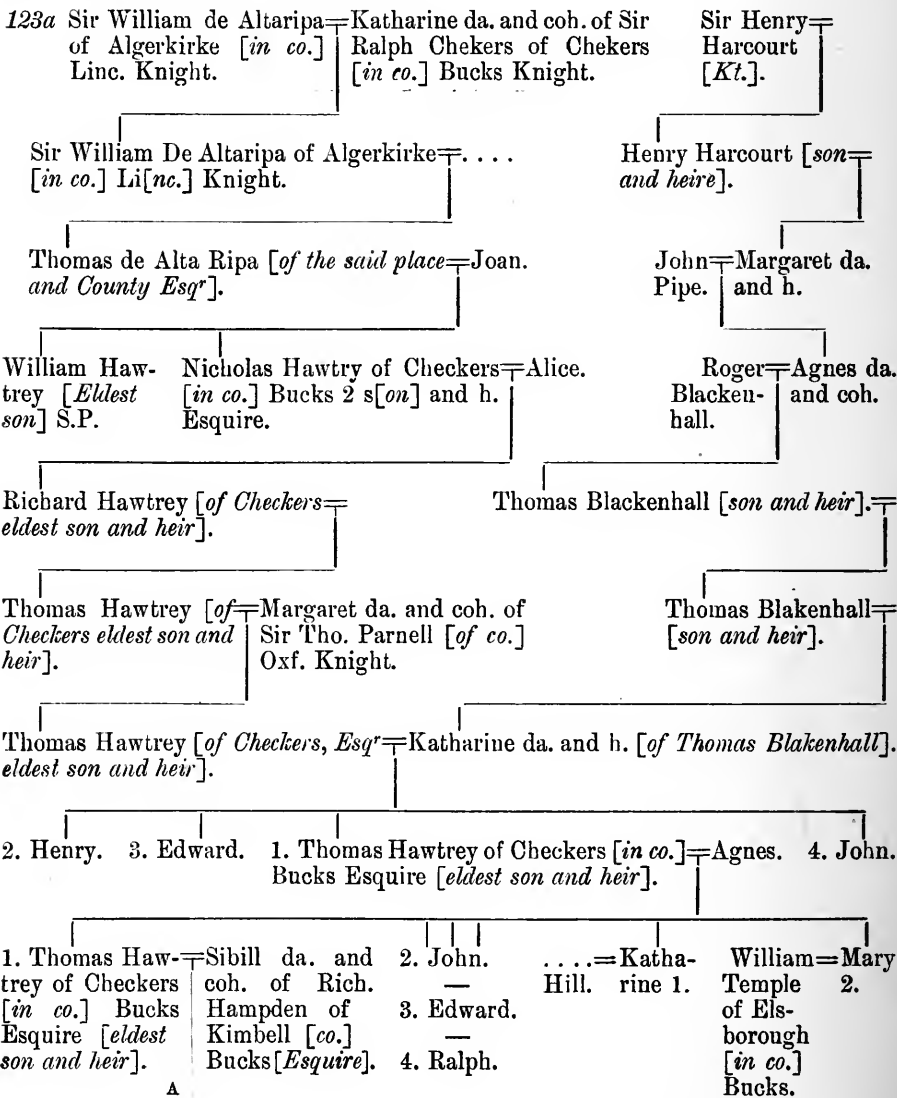 123a Sir William de Altaripa=Katharine da. and coh. of Sir Sir Henry=
of Algerkirke [in co.] Ralph Chekers of Chekers Harcourt
Linc. Knight. [in co.] Bucks Knight. [Kt.].
Sir William De Altaripa of Algerkirke=. . . . Henry Harcourt [son=
[in co.] Li[nc.] Knight. and heire].
Thomas de Alta Ripa [of the said place=Joan. John=Margaret da.
and County Esqr]. Pipe. and h.
William Haw- Nicholas Hawtry of Checkers=Alice. Roger=Agnes da.
trey [Eldest [in co.] Bucks 2 s[on] and h. Blacken- and coh.
son] S.P. Esquire. hall.
Richard Hawtrey [of Checkers= Thomas Blackenhall [son and heir].=
eldest son and heir].
Thomas Hawtrey [of=Margaret da. and coh. of Thomas Blakenhall=
Checkers eldest son and Sir Tho. Parnell [of co.] [son and heir].
heir]. Oxf. Knight.
Thomas Hawtrey [of Checkers, Esqr=Katharine da. and h. [of Thomas Blakenhall].
eldest son and heir].
2. Henry. 3. Edward. 1. Thomas Hawtrey of Checkers [in co.]=Agnes. 4. John.
Bucks Esquire [eldest son and heir].
1. Thomas Haw-=Sibill da. and 2. John. . . . .=Katha- William=Mary
trey of Checkers coh. of Rich. — Hill. rine 1. Temple 2.
[in co.] Bucks Hampden of 3. Edward. of Els-
Esquire [eldest Kimbell [co.] — borough
son and heir]. Bucks [Esquire]. 4. Ralph. [in co.]
A Bucks.